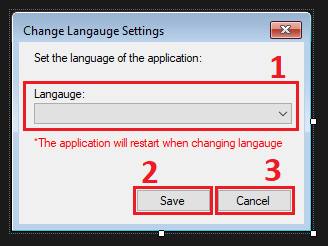 Change Langauge Settings
Set the language of the application:
1
Langauge:
*The application will restart when changing langauge
2 3
Save Cancel